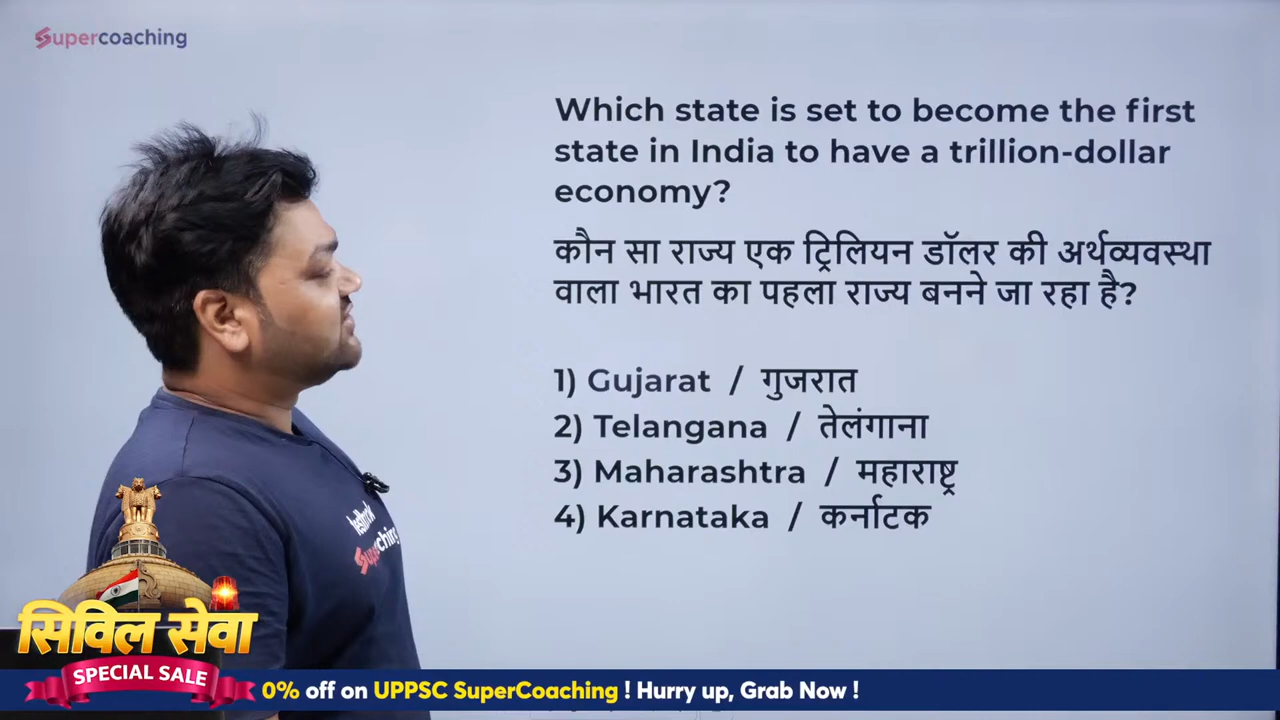 Supercoaching
Which state is set to become the first
state in India to have a trillion-dollar
economy?
कौन सा राज्य एक ट्रिलियन डॉलर की अर्थव्यवस्था
वाला भारत का पहला राज्य बनने जा रहा है?
1) Gujarat / गुजरात
2) Telangana / तेलंगाना
3) Maharashtra / महाराष्ट्र
4) Karnataka / कर्नाटक
testbook
Superching
सिविल सेवा
SPECIAL SALE
0% off on UPPSC SuperCoaching ! Hurry up, Grab Now !